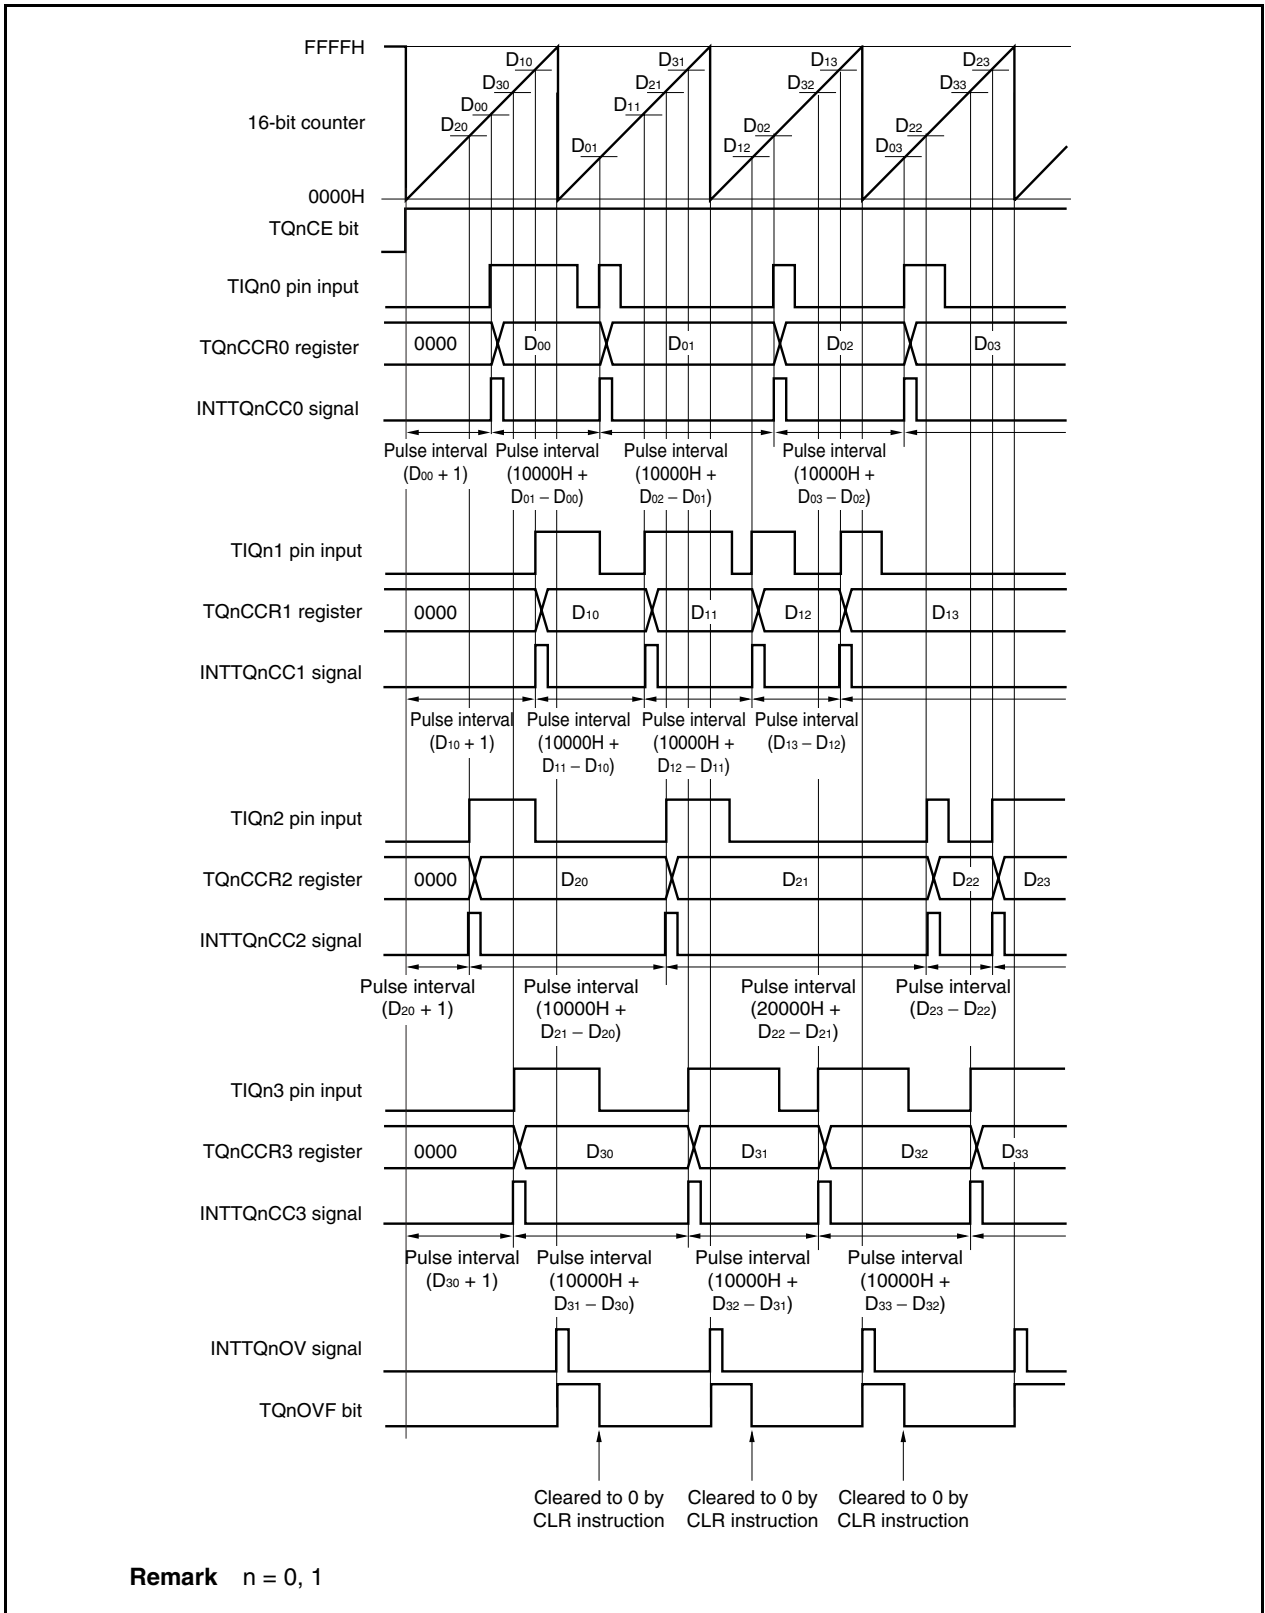 FFFFH
D10 D31 D13 D23
D30 D21 D32 D33
D00 D11
16-bit counter
D20 D02 D22
D01 D12 D03
0000H
TQnCE bit
TIQn0 pin input
TQnCCR0 register 0000 D00 D01 D02 D03
INTTQnCC0 signal
Pulse interval Pulse interval Pulse interval Pulse interval
(D00 + 1) (10000H + (10000H + (10000H +
D01 – D00) D02 – D01) D03 – D02)
TIQn1 pin input
TQnCCR1 register 0000 D10 D11 D12 D13
INTTQnCC1 signal
Pulse interval Pulse interval Pulse interval Pulse interval
(D10 + 1) (10000H + (10000H + (D13 – D12)
D11 – D10) D12 – D11)
TIQn2 pin input
TQnCCR2 register 0000 D20 D21 D22 D23
INTTQnCC2 signal
Pulse interval Pulse interval Pulse interval Pulse interval
(D20 + 1) (10000H + (20000H + (D23 – D22)
D21 – D20) D22 – D21)
TIQn3 pin input
TQnCCR3 register 0000 D30 D31 D32 D33
INTTQnCC3 signal
Pulse interval Pulse interval Pulse interval Pulse interval
(D30 + 1) (10000H + (10000H + (10000H +
D31 – D30) D32 – D31) D33 – D32)
INTTQnOV signal
TQnOVF bit
Cleared to 0 by Cleared to 0 by Cleared to 0 by
CLR instruction CLR instruction CLR instruction
Remark n = 0, 1